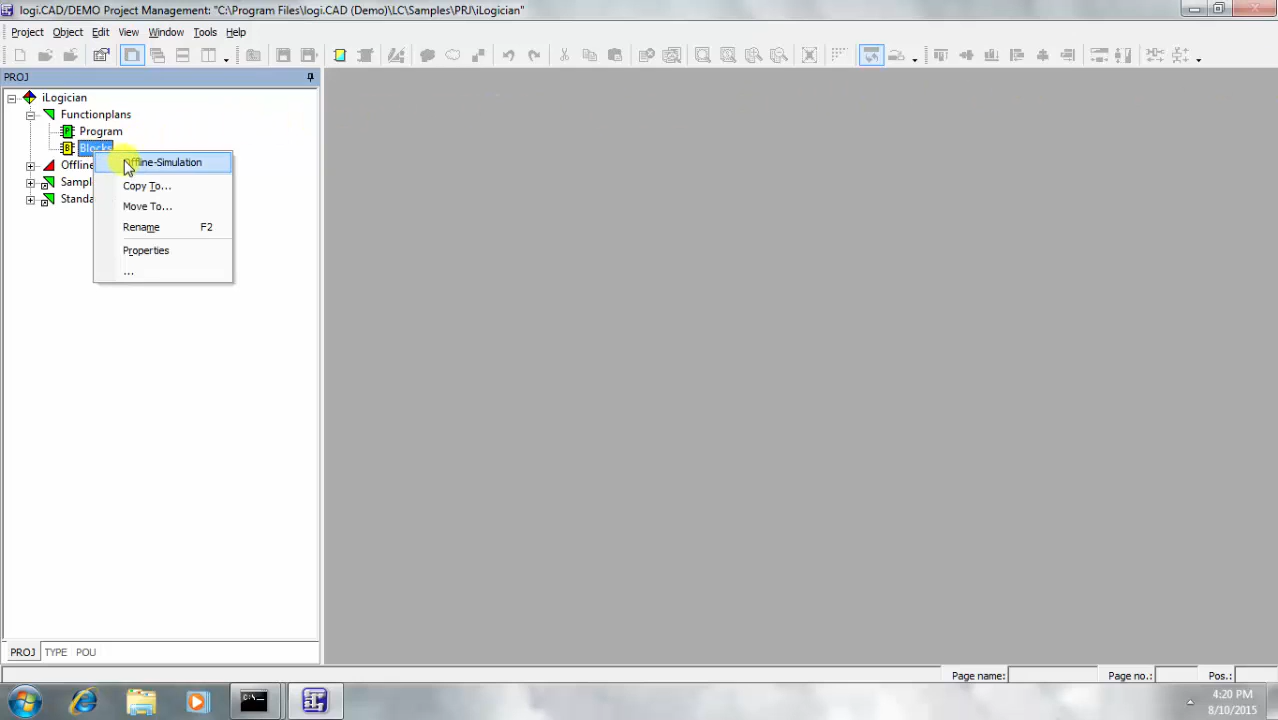 logi.CAD/DEMO Project Management: "C:\Program Files\logi.CAD (Demo)\LC\Samples\PRJ\iLogician"
Project Object Edit View Window Tools Help
PROJ
iLogician
Functionplans
P Program
B Blocks
Offline
Offline-Simulation
Sampl
Copy To...
Standa
Move To...
Rename F2
Properties
...
PROJ TYPE POU
Page name: Page no.: Pos.:
C:\
4:20 PM
8/10/2015